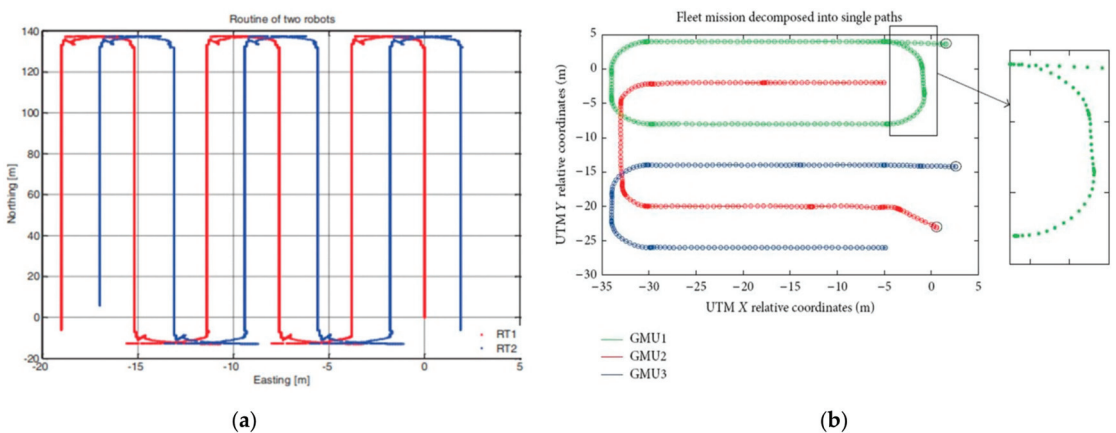 Routine of two robots
140
120
100
80
60
40
20
0
-20
-20
-15
-10
-5
0
5
Northing [m]
Easting [m]
RT1
RT2
(a)
Fleet mission decomposed into single paths
5
0
−5
−10
−15
−20
−25
−30
−35
−30
−25
−20
−15
−10
−5
0
5
UTM Y relative coordinates (m)
UTM X relative coordinates (m)
GMU1
GMU2
GMU3
(b)